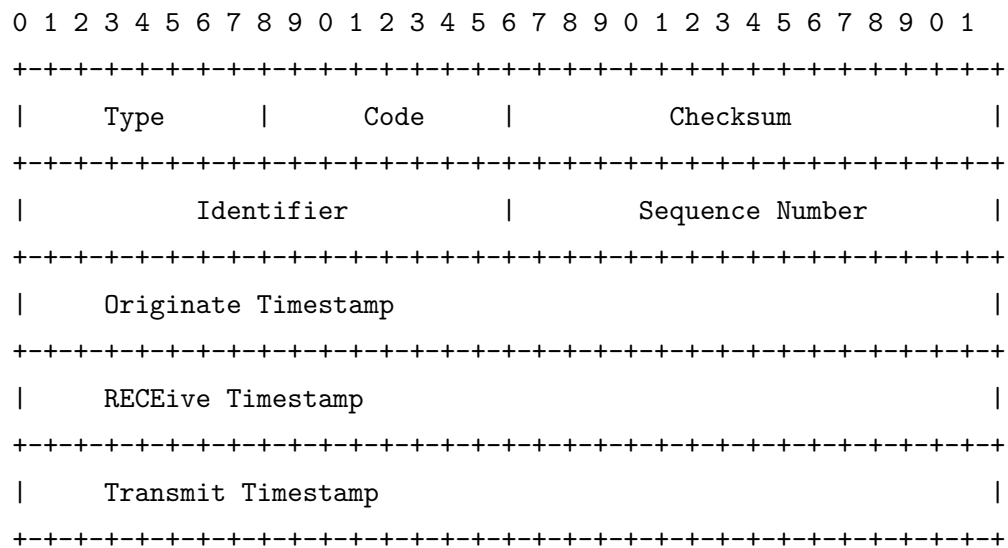 0 1 2 3 4 5 6 7 8 9 0 1 2 3 4 5 6 7 8 9 0 1 2 3 4 5 6 7 8 9 0 1
+-+-+-+-+-+-+-+-+-+-+-+-+-+-+-+-+-+-+-+-+-+-+-+-+-+-+-+-+-+-+-+-+
|     Type      |      Code     |          Checksum             |
+-+-+-+-+-+-+-+-+-+-+-+-+-+-+-+-+-+-+-+-+-+-+-+-+-+-+-+-+-+-+-+-+
|           Identifier          |        Sequence Number        |
+-+-+-+-+-+-+-+-+-+-+-+-+-+-+-+-+-+-+-+-+-+-+-+-+-+-+-+-+-+-+-+-+
|     Originate Timestamp                                       |
+-+-+-+-+-+-+-+-+-+-+-+-+-+-+-+-+-+-+-+-+-+-+-+-+-+-+-+-+-+-+-+-+
|     RECEive Timestamp                                         |
+-+-+-+-+-+-+-+-+-+-+-+-+-+-+-+-+-+-+-+-+-+-+-+-+-+-+-+-+-+-+-+-+
|     Transmit Timestamp                                        |
+-+-+-+-+-+-+-+-+-+-+-+-+-+-+-+-+-+-+-+-+-+-+-+-+-+-+-+-+-+-+-+-+